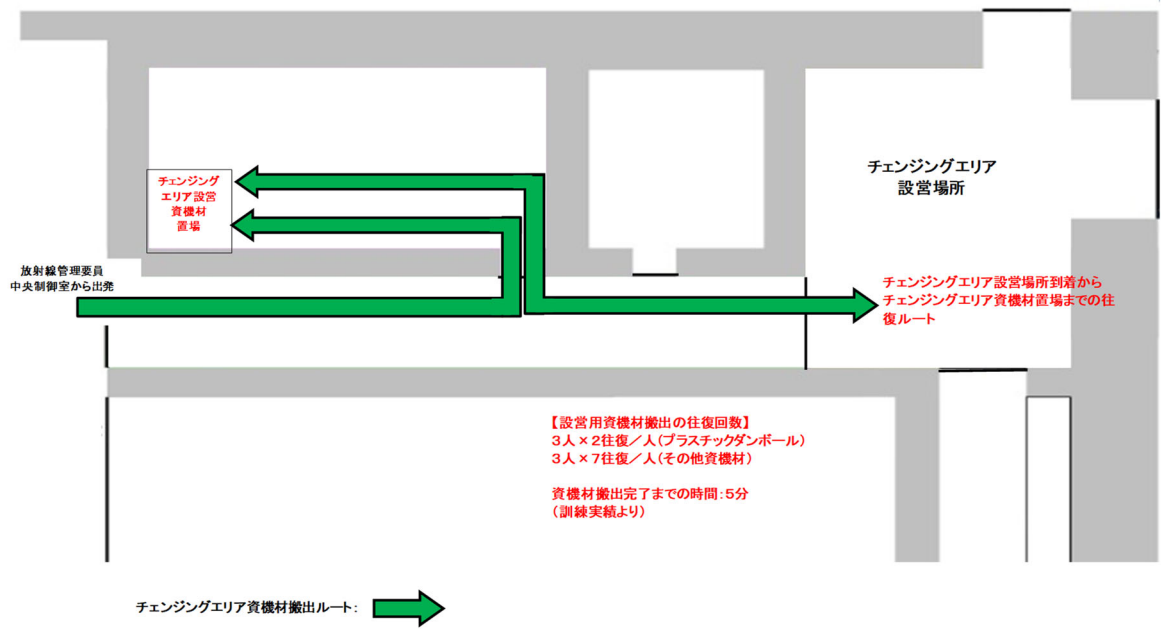 チェンジングエリア
設営場所
チェンジング
エリア設営
資機材
置場
放射線管理要員
中央制御室から出発
チェンジングエリア設営場所到着から
チェンジングエリア資機材置場までの往
復ルート
【設営用資機材搬出の往復回数】
3人×2往復/人(プラスチックダンボール)
3人×7往復/人(その他資機材)
資機材搬出完了までの時間:5分
(訓練実績より)
チェンジングエリア資機材搬出ルート: